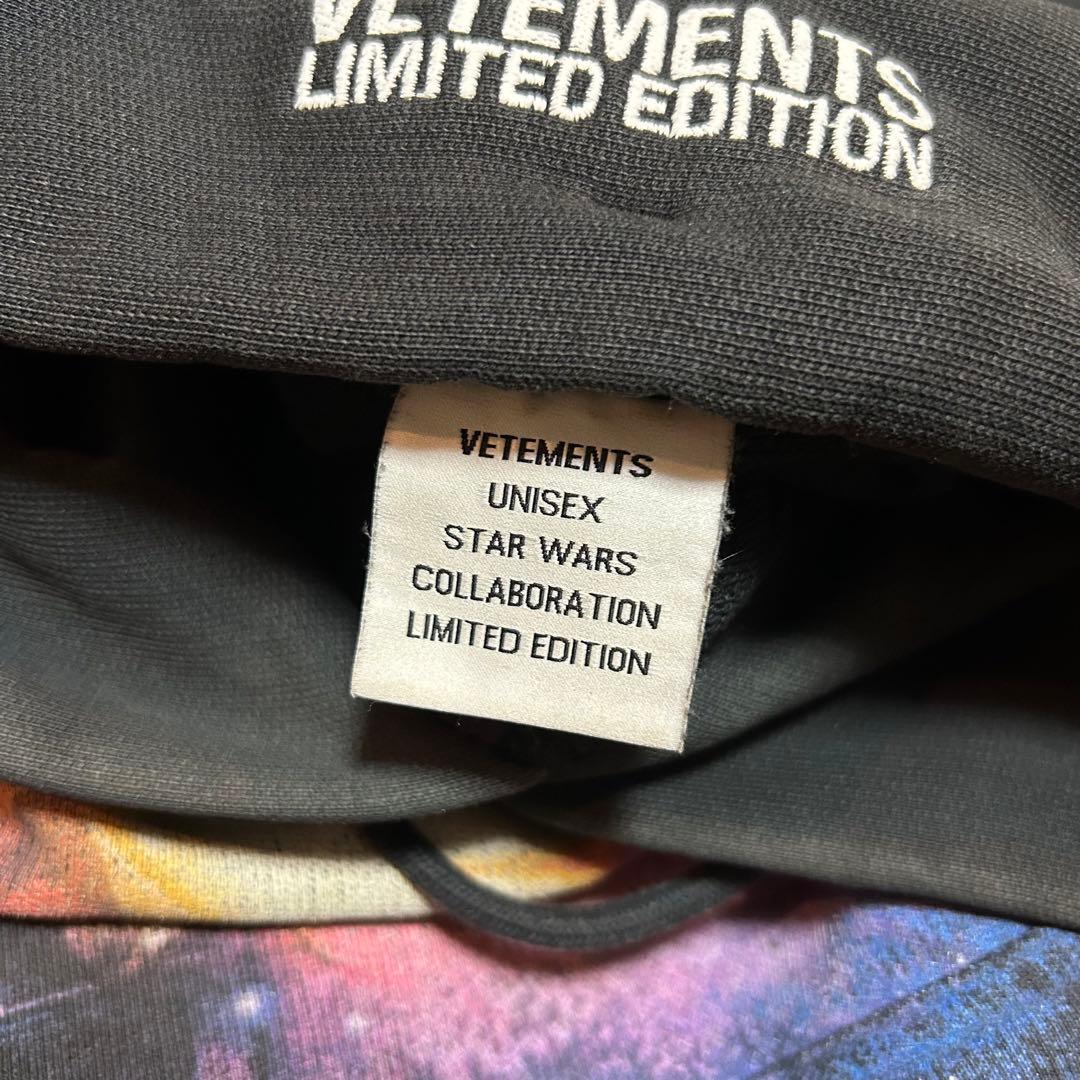 VETEMENTS
LIMITED EDITION
VETEMENTS
UNISEX
STAR WARS
COLLABORATION
LIMITED EDITION